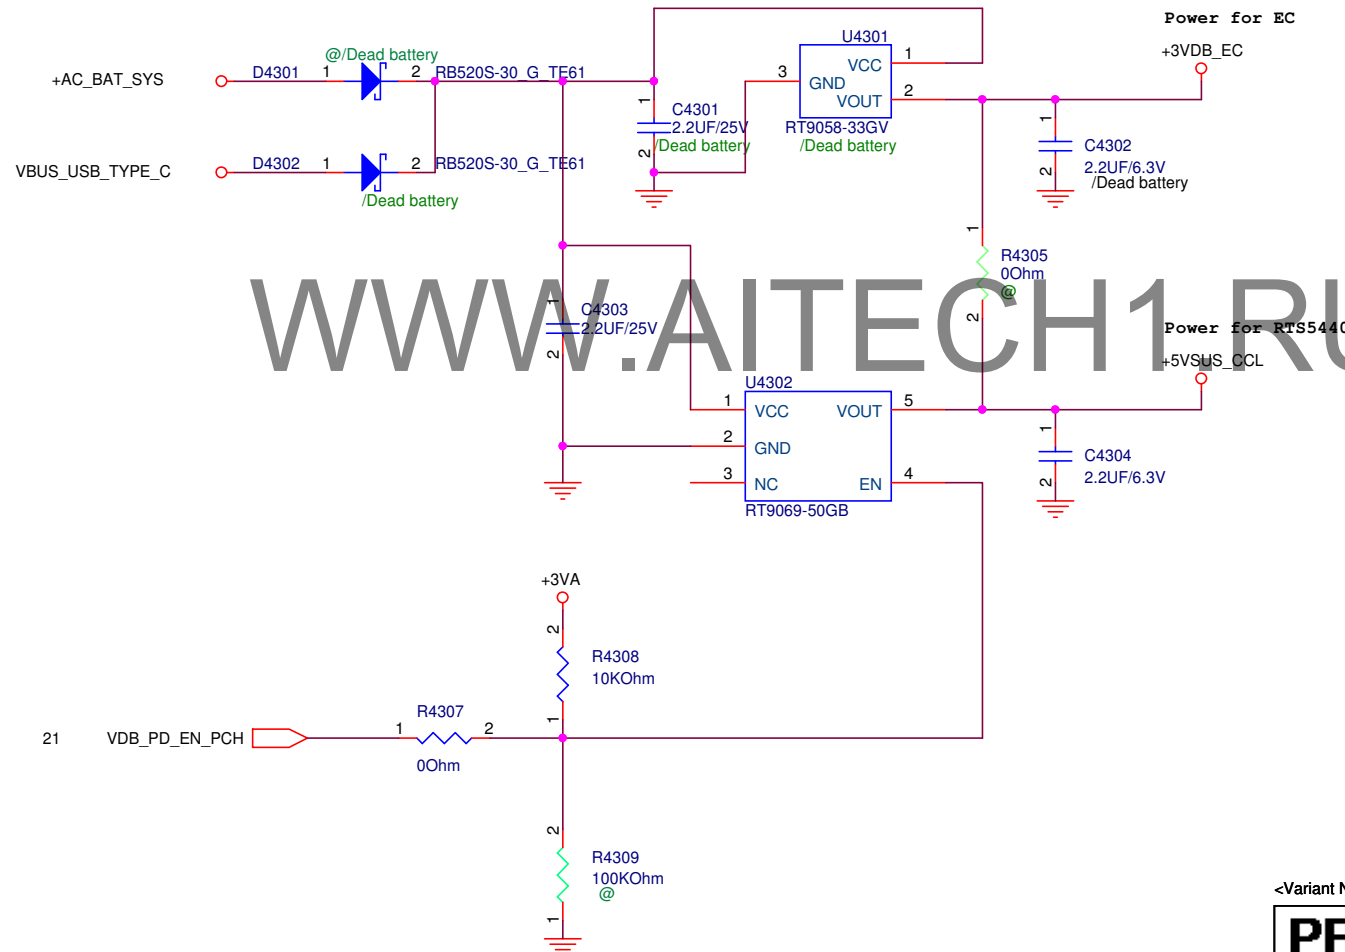 Power for EC
+3VDB_EC
@/Dead battery
+AC_BAT_SYS
D4301
1
2
RB520S-30_G_TE61
VBUS_USB_TYPE_C
D4302
1
2
RB520S-30_G_TE61
/Dead battery
1
C4301
2.2UF/25V
2
/Dead battery
U4301
3
GND
VCC
1
VOUT
2
RT9058-33GV
/Dead battery
1
C4302
2
2.2UF/6.3V
/Dead battery
1
R4305
0Ohm
@
2
WWW.AITECH1.RU
1
C4303
2.2UF/25V
2
Power for RTS5440
+5VSUS_CCL
U4302
1
VCC
VOUT
5
2
GND
3
NC
EN
4
RT9069-50GB
1
C4304
2
2.2UF/6.3V
+3VA
2
R4308
10KOhm
1
21
VDB_PD_EN_PCH
R4307
1
2
0Ohm
2
R4309
100KOhm
@
1
<Variant N
PE